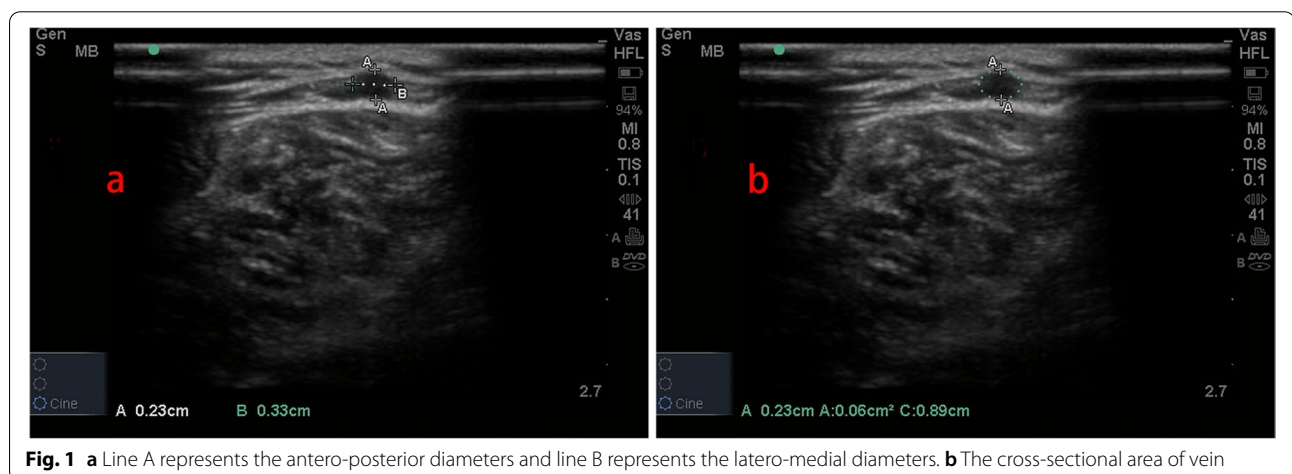 Gen
S MB
Vas
HFL
94%
MI
0.8
TIS
0.1
41
A
B DVD
A
A
B
a
Cine
2.7
A 0.23cm B 0.33cm
Gen
S MB
Vas
HFL
94%
MI
0.8
TIS
0.1
41
A
B DVD
A
A
b
Cine
2.7
A 0.23cm A:0.06cm² C:0.89cm
Fig. 1 a Line A represents the antero-posterior diameters and line B represents the latero-medial diameters. b The cross-sectional area of vein